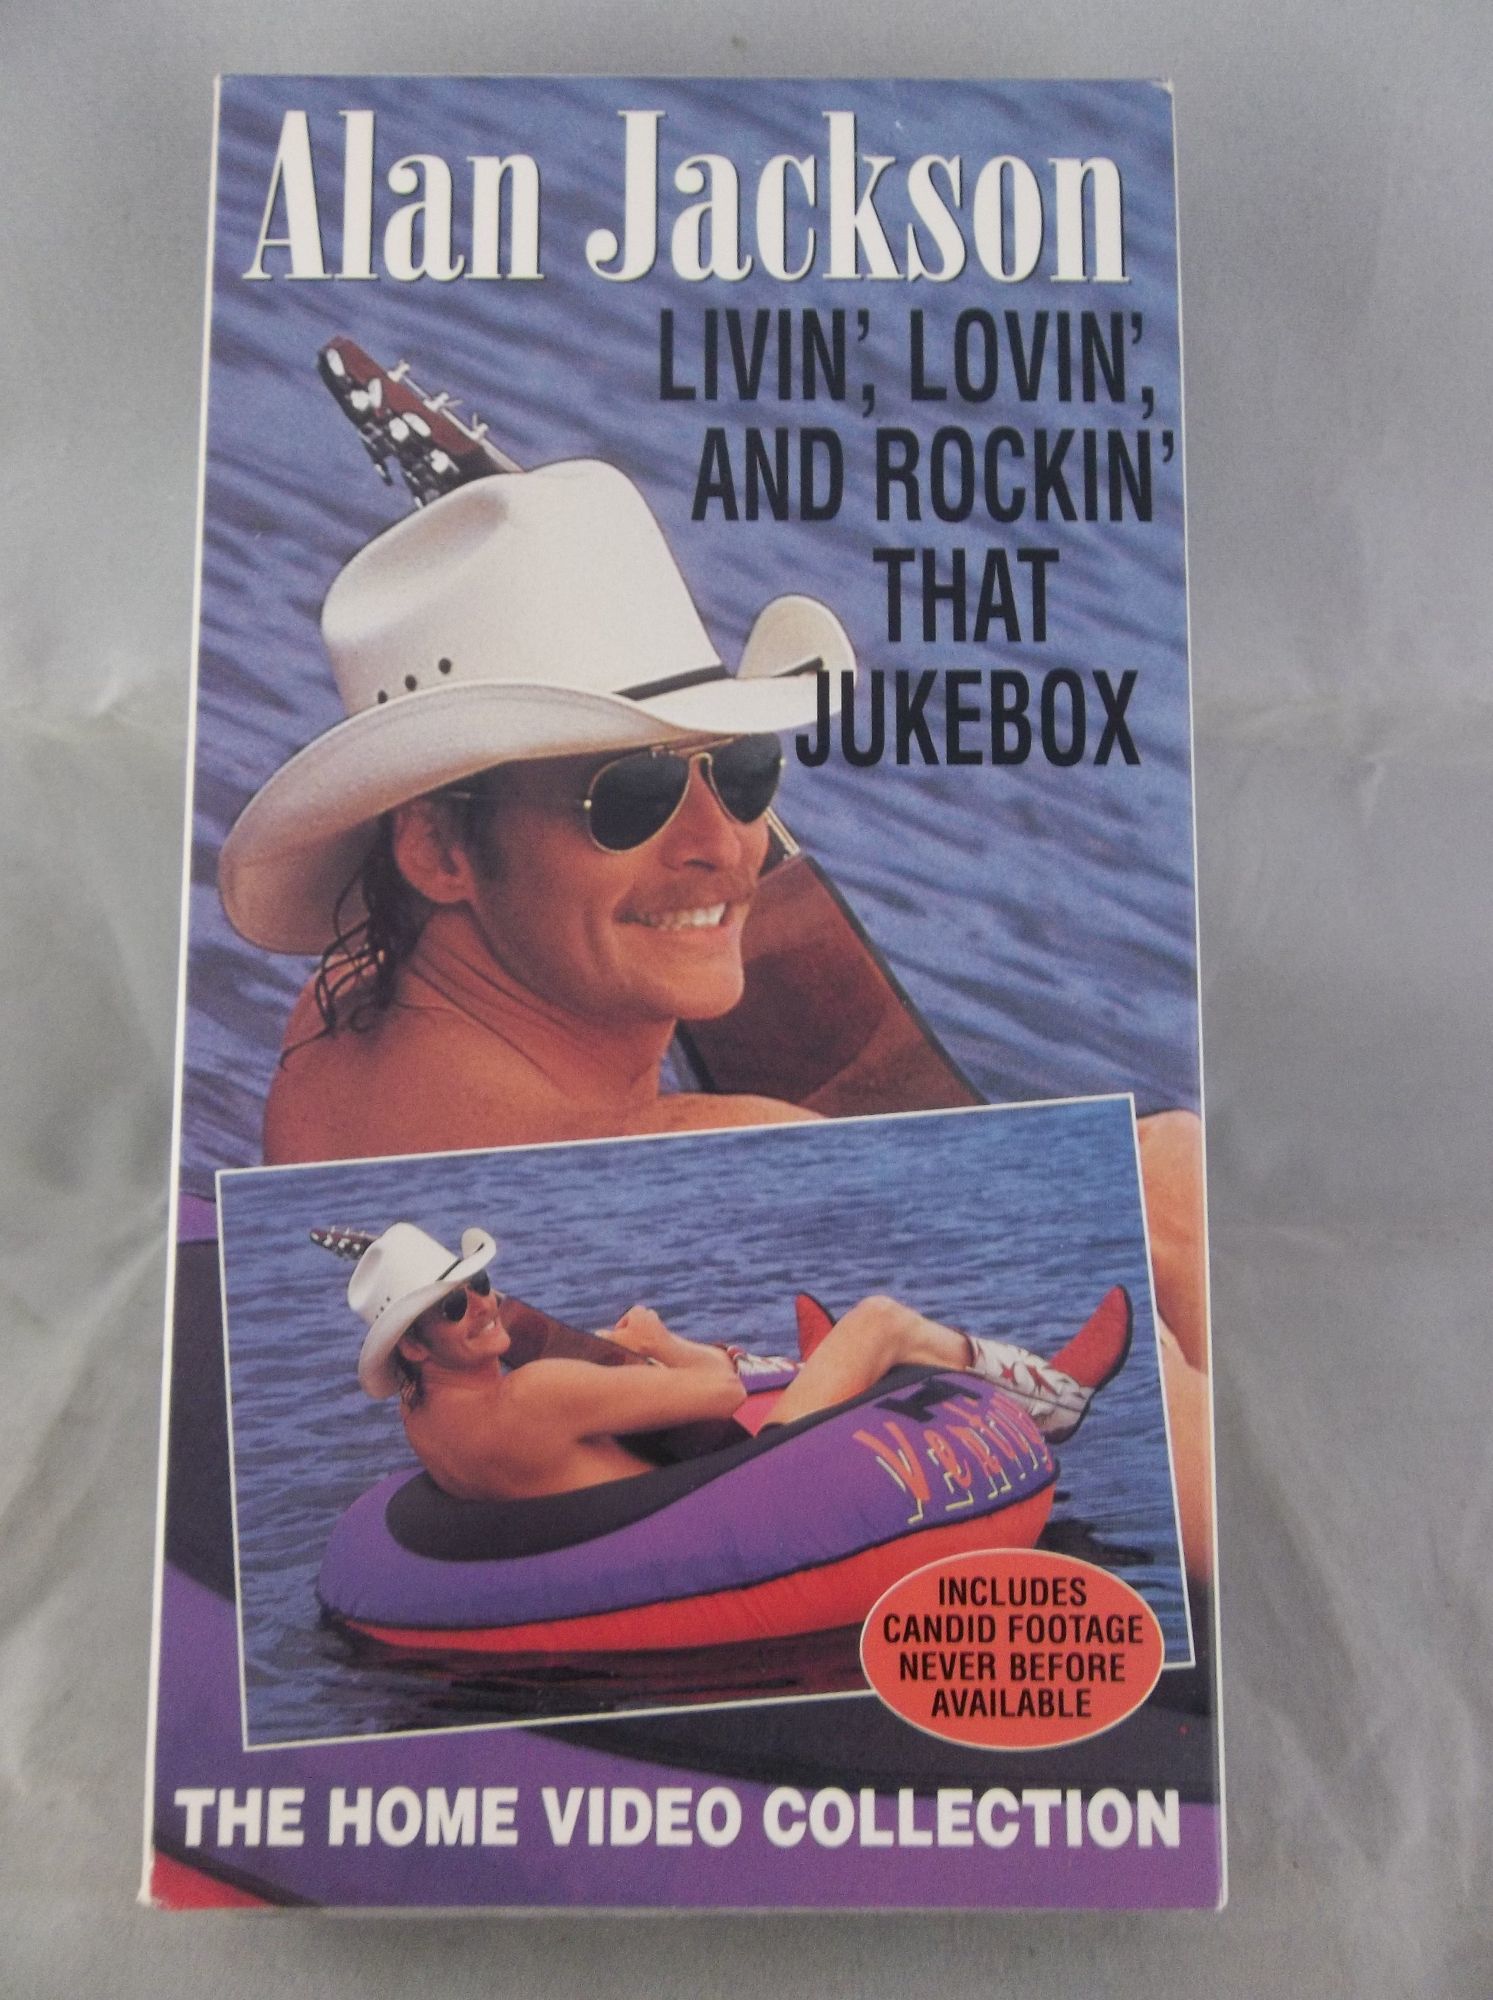 Alan Jackson
LIVIN', LOVIN',
AND ROCKIN'
THAT
JUKEBOX
INCLUDES
CANDID FOOTAGE
NEVER BEFORE
AVAILABLE
THE HOME VIDEO COLLECTION